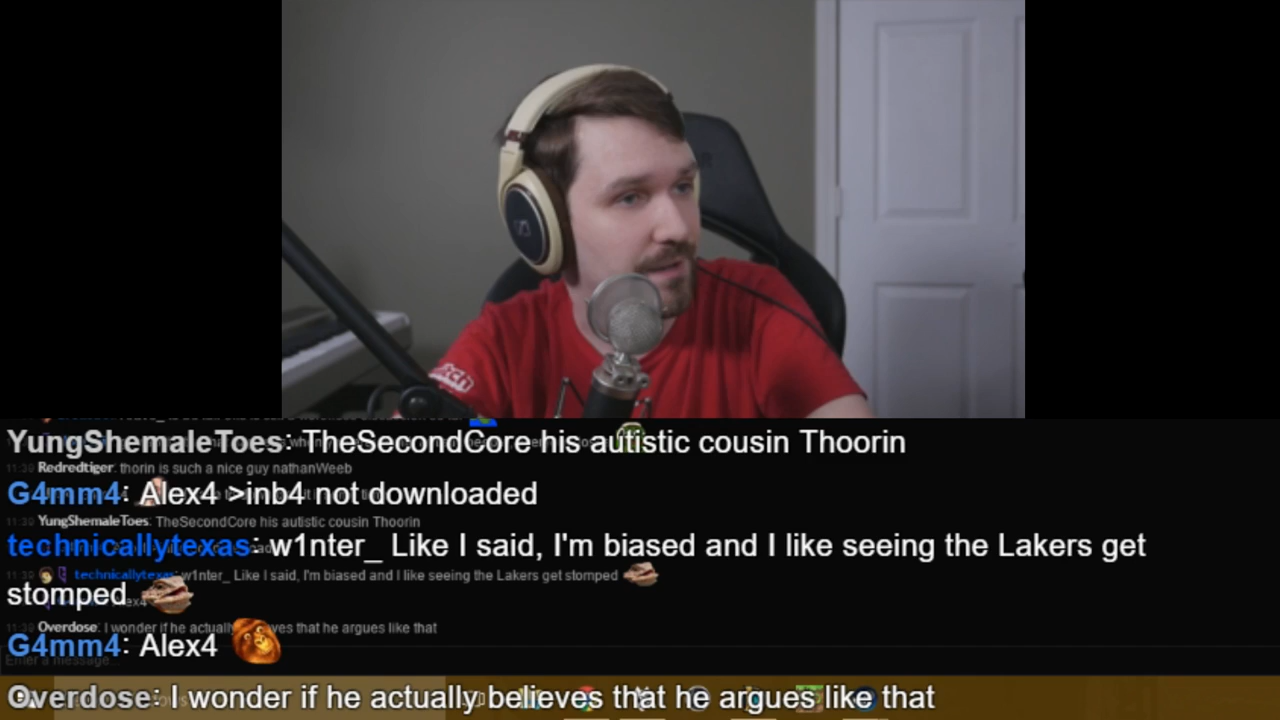 YungShemaleToes: TheSecondCore his autistic cousin Thoorin
Redredtiger: thorin is such a nice guy nathanWeeb
G4mm4: Alex4 >inb4 not downloaded
YungShemaleToes: TheSecondCore his autistic cousin Thoorin
technicallytexas: w1nter_ Like I said, I'm biased and I like seeing the Lakers get
technicallytexas: w1nter_ Like I said, I'm biased and I like seeing the Lakers get stomped
stomped
Overdose: I wonder if he actually believes that he argues like that
G4mm4: Alex4
Enter a message...
Overdose: I wonder if he actually believes that he argues like that